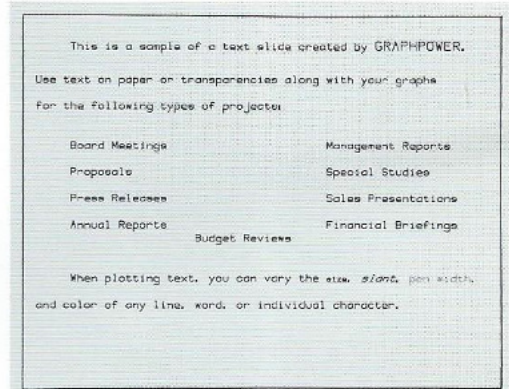 This is a sample of a text slide created by GRAPHPOWER.
Use text on paper or transparencies along with your graphs
for the following types of projects:
Board Meetings Management Reports
Proposals Special Studies
Press Releases Sales Presentations
Annual Reports Financial Briefings
Budget Reviews
When plotting text, you can vary the size, slant, pen width,
and color of any line, word, or individual character.